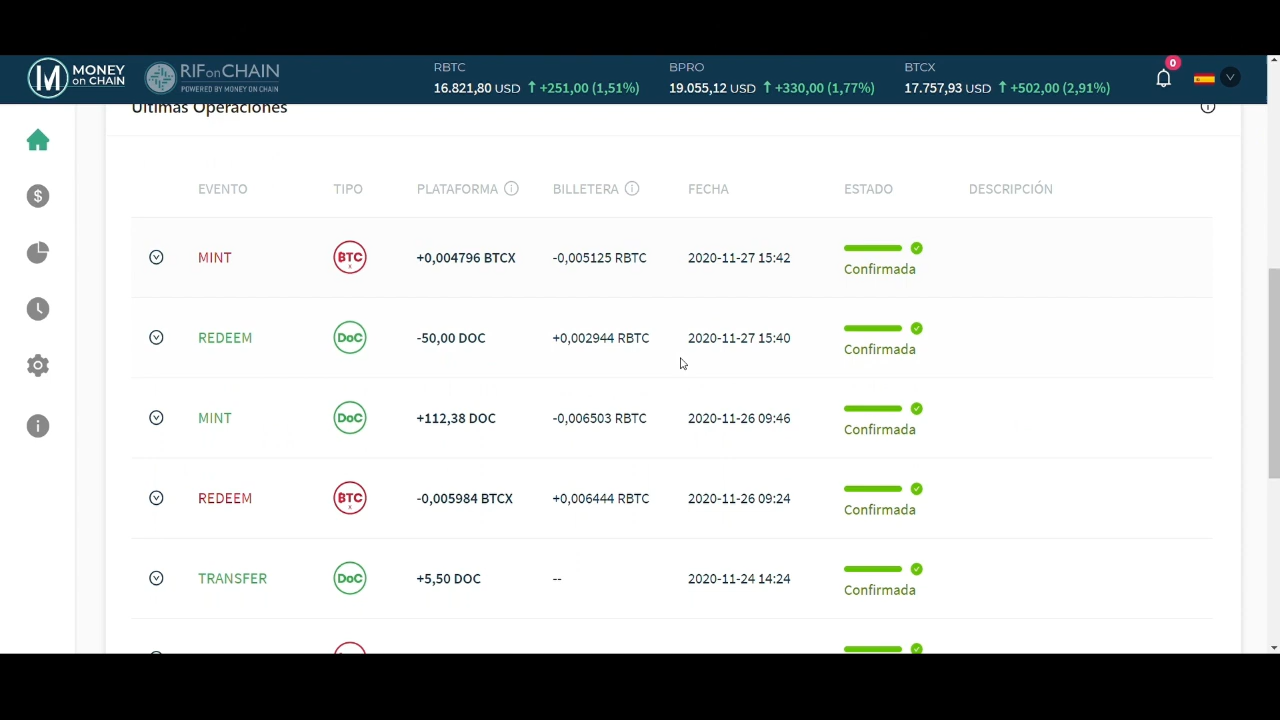 MONEY
on CHAIN
RIFonCHAIN
POWERED BY MONEY ON CHAIN
RBTC
16.821,80 USD ↑ +251,00 (1,51%)
BPRO
19.055,12 USD ↑ +330,00 (1,77%)
BTCX
17.757,93 USD ↑ +502,00 (2,91%)
0
Últimas Operaciones
EVENTO TIPO PLATAFORMA BILLETERA FECHA ESTADO DESCRIPCIÓN
MINT BTC x +0,004796 BTCX -0,005125 RBTC 2020-11-27 15:42 Confirmada
REDEEM DoC -50,00 DOC +0,002944 RBTC 2020-11-27 15:40 Confirmada
MINT DoC +112,38 DOC -0,006503 RBTC 2020-11-26 09:46 Confirmada
REDEEM BTC x -0,005984 BTCX +0,006444 RBTC 2020-11-26 09:24 Confirmada
TRANSFER DoC +5,50 DOC -- 2020-11-24 14:24 Confirmada